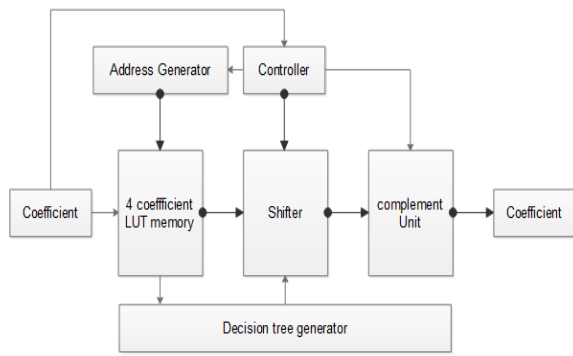 Address Generator
Controller
Coefficient
4 coefficient
LUT memory
Shifter
complement
Unit
Coefficient
Decision tree generator